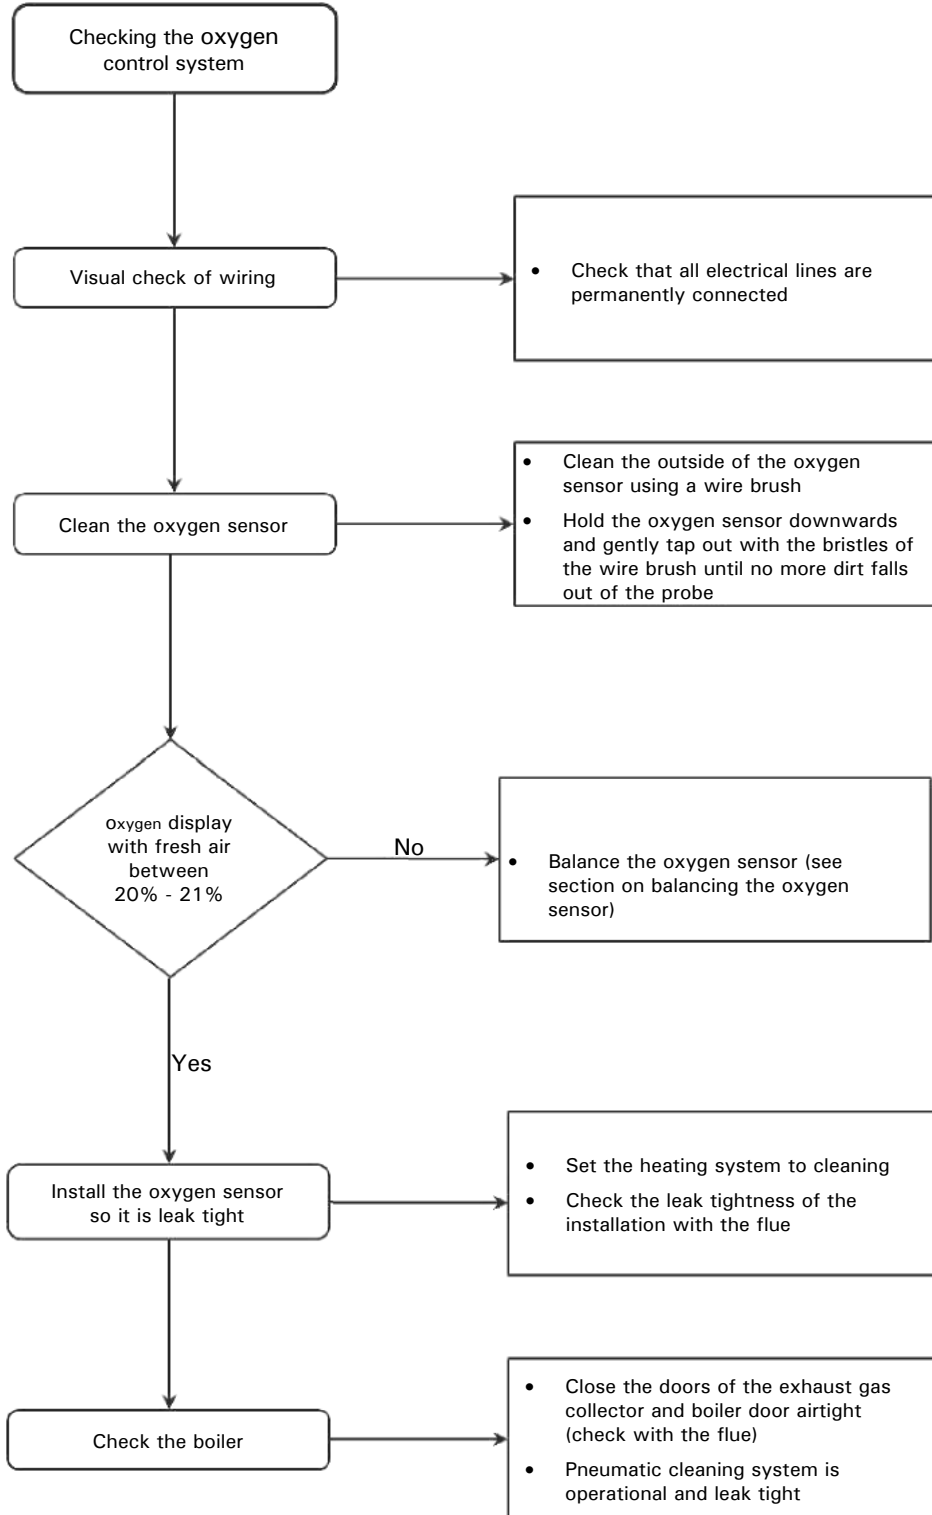 Checking the oxygen
control system
Visual check of wiring
• Check that all electrical lines are
permanently connected
Clean the oxygen sensor
• Clean the outside of the oxygen
sensor using a wire brush
• Hold the oxygen sensor downwards
and gently tap out with the bristles of
the wire brush until no more dirt falls
out of the probe
oxygen display
with fresh air
between
20% - 21%
No
• Balance the oxygen sensor (see
section on balancing the oxygen
sensor)
Yes
Install the oxygen sensor
so it is leak tight
• Set the heating system to cleaning
• Check the leak tightness of the
installation with the flue
Check the boiler
• Close the doors of the exhaust gas
collector and boiler door airtight
(check with the flue)
• Pneumatic cleaning system is
operational and leak tight